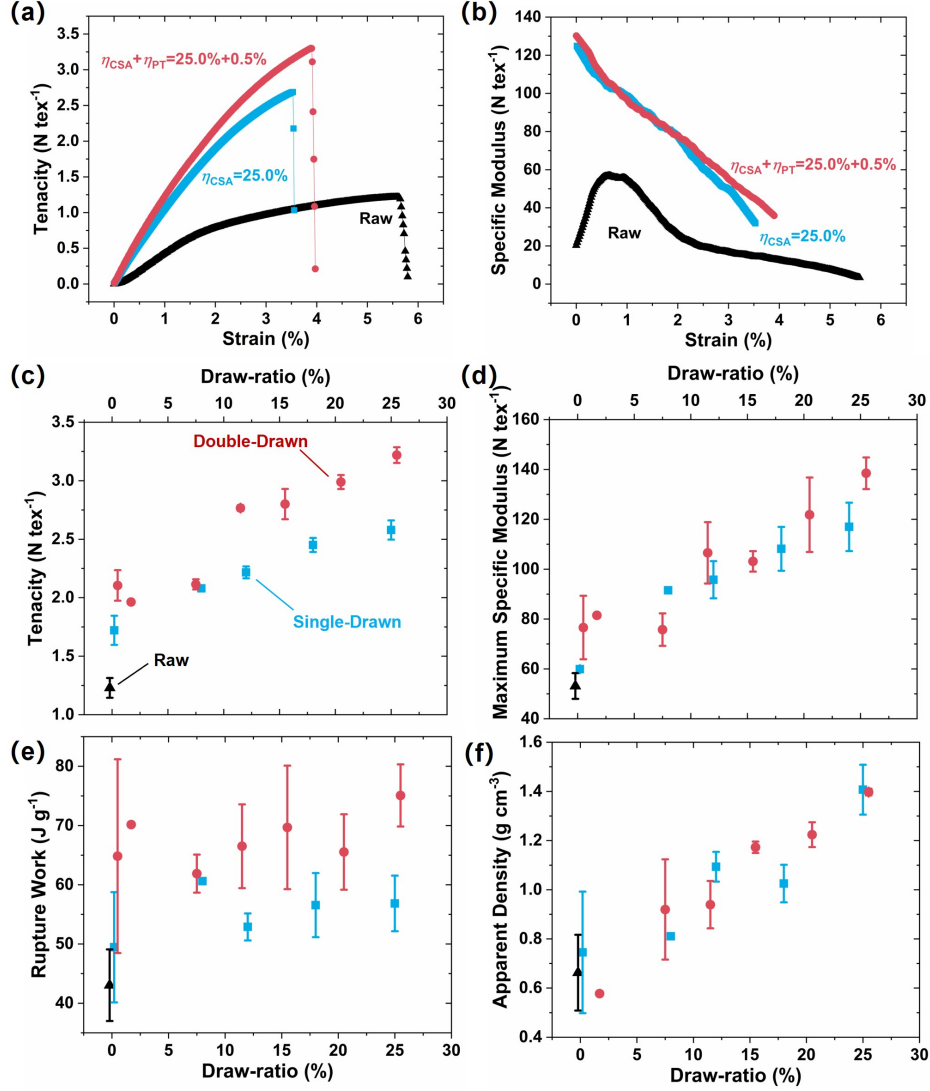 (a)
3.5
3.0
2.5
2.0
1.5
1.0
0.5
0.0
Tenacity (N tex⁻¹)
η_CSA+η_PT=25.0%+0.5%
η_CSA=25.0%
Raw
0 1 2 3 4 5 6
Strain (%)
(b)
140
120
100
80
60
40
20
0
Specific Modulus (N tex⁻¹)
η_CSA+η_PT=25.0%+0.5%
η_CSA=25.0%
Raw
0 1 2 3 4 5 6
Strain (%)
(c)
Draw-ratio (%)
0 5 10 15 20 25 30
3.5
3.0
2.5
2.0
1.5
1.0
Tenacity (N tex⁻¹)
Double-Drawn
Single-Drawn
Raw
(d)
Draw-ratio (%)
0 5 10 15 20 25 30
160
140
120
100
80
60
40
Maximum Specific Modulus (N tex⁻¹)
(e)
80
70
60
50
40
Rupture Work (J g⁻¹)
0 5 10 15 20 25 30
Draw-ratio (%)
(f)
1.6
1.4
1.2
1.0
0.8
0.6
0.4
Apparent Density (g cm⁻³)
0 5 10 15 20 25 30
Draw-ratio (%)